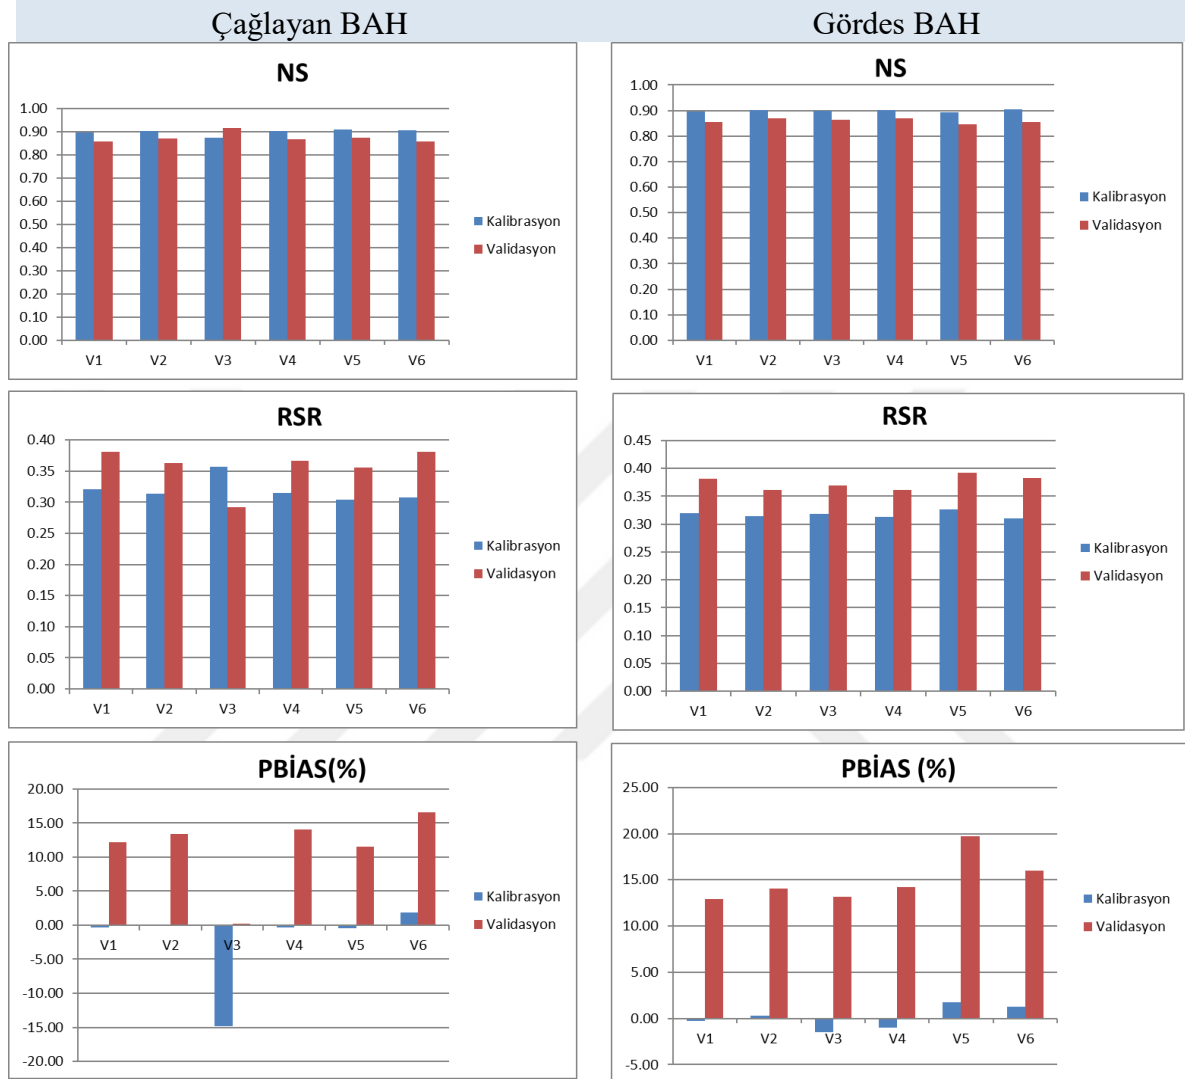 Çağlayan BAH
Gördes BAH
NS
1.00
0.90
0.80
0.70
0.60
0.50
0.40
0.30
0.20
0.10
0.00
V1 V2 V3 V4 V5 V6
Kalibrasyon
Validasyon
NS
1.00
0.90
0.80
0.70
0.60
0.50
0.40
0.30
0.20
0.10
0.00
V1 V2 V3 V4 V5 V6
Kalibrasyon
Validasyon
RSR
0.40
0.35
0.30
0.25
0.20
0.15
0.10
0.05
0.00
V1 V2 V3 V4 V5 V6
Kalibrasyon
Validasyon
RSR
0.45
0.40
0.35
0.30
0.25
0.20
0.15
0.10
0.05
0.00
V1 V2 V3 V4 V5 V6
Kalibrasyon
Validasyon
PBİAS(%)
20.00
15.00
10.00
5.00
0.00
-5.00
-10.00
-15.00
-20.00
V1 V2 V3 V4 V5 V6
Kalibrasyon
Validasyon
PBİAS (%)
25.00
20.00
15.00
10.00
5.00
0.00
-5.00
V1 V2 V3 V4 V5 V6
Kalibrasyon
Validasyon